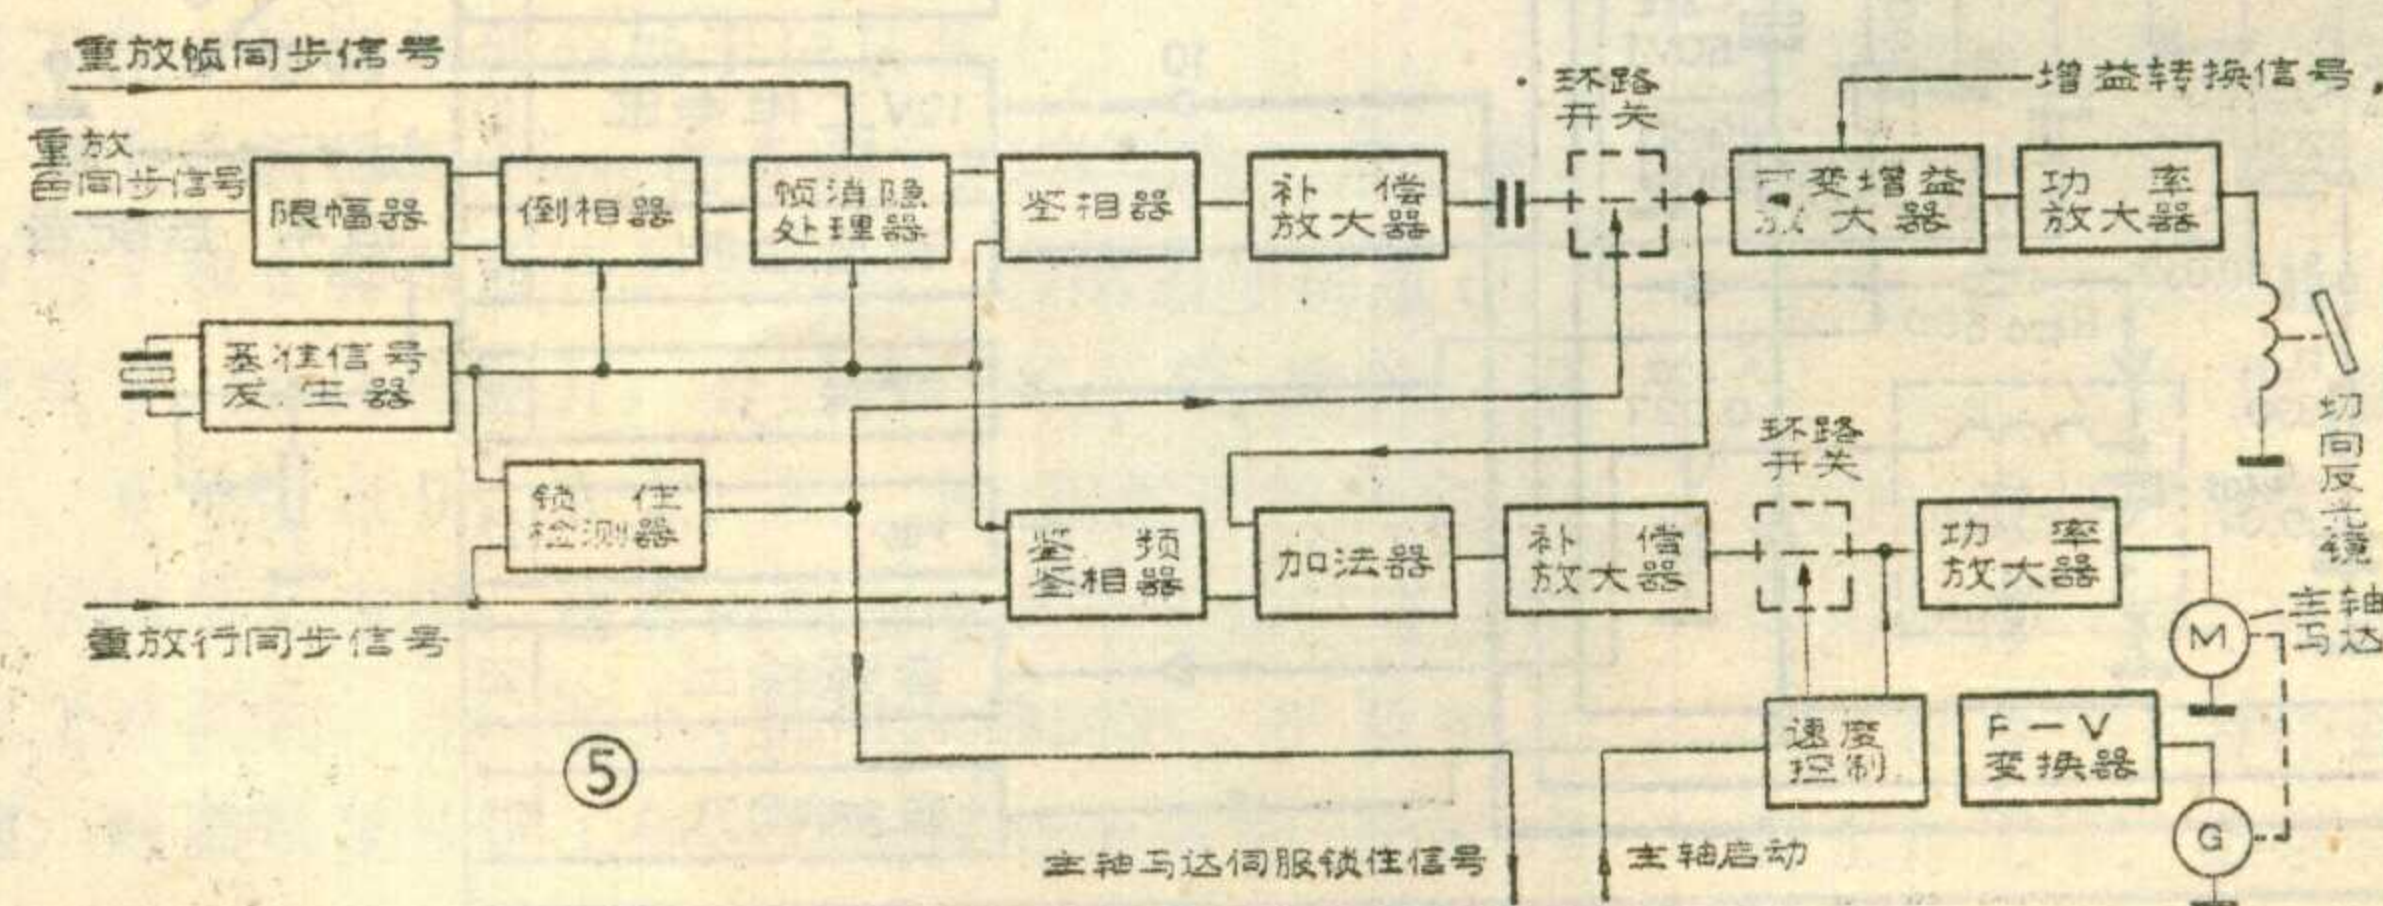 重放帧同步信号
环路
开关
增益转换信号
重放
色同步信号
限幅器
倒相器
帧消隐
处理器
鉴相器
补偿
放大器
可变增益
放大器
功率
放大器
基准信号
发生器
切向反光镜
环路
开关
锁住
检测器
鉴频
鉴相器
加法器
补偿
放大器
功率
放大器
重放行同步信号
M
主轴
马达
速度
控制
F－V
变换器
⑤
G
主轴马达伺服锁住信号
主轴启动